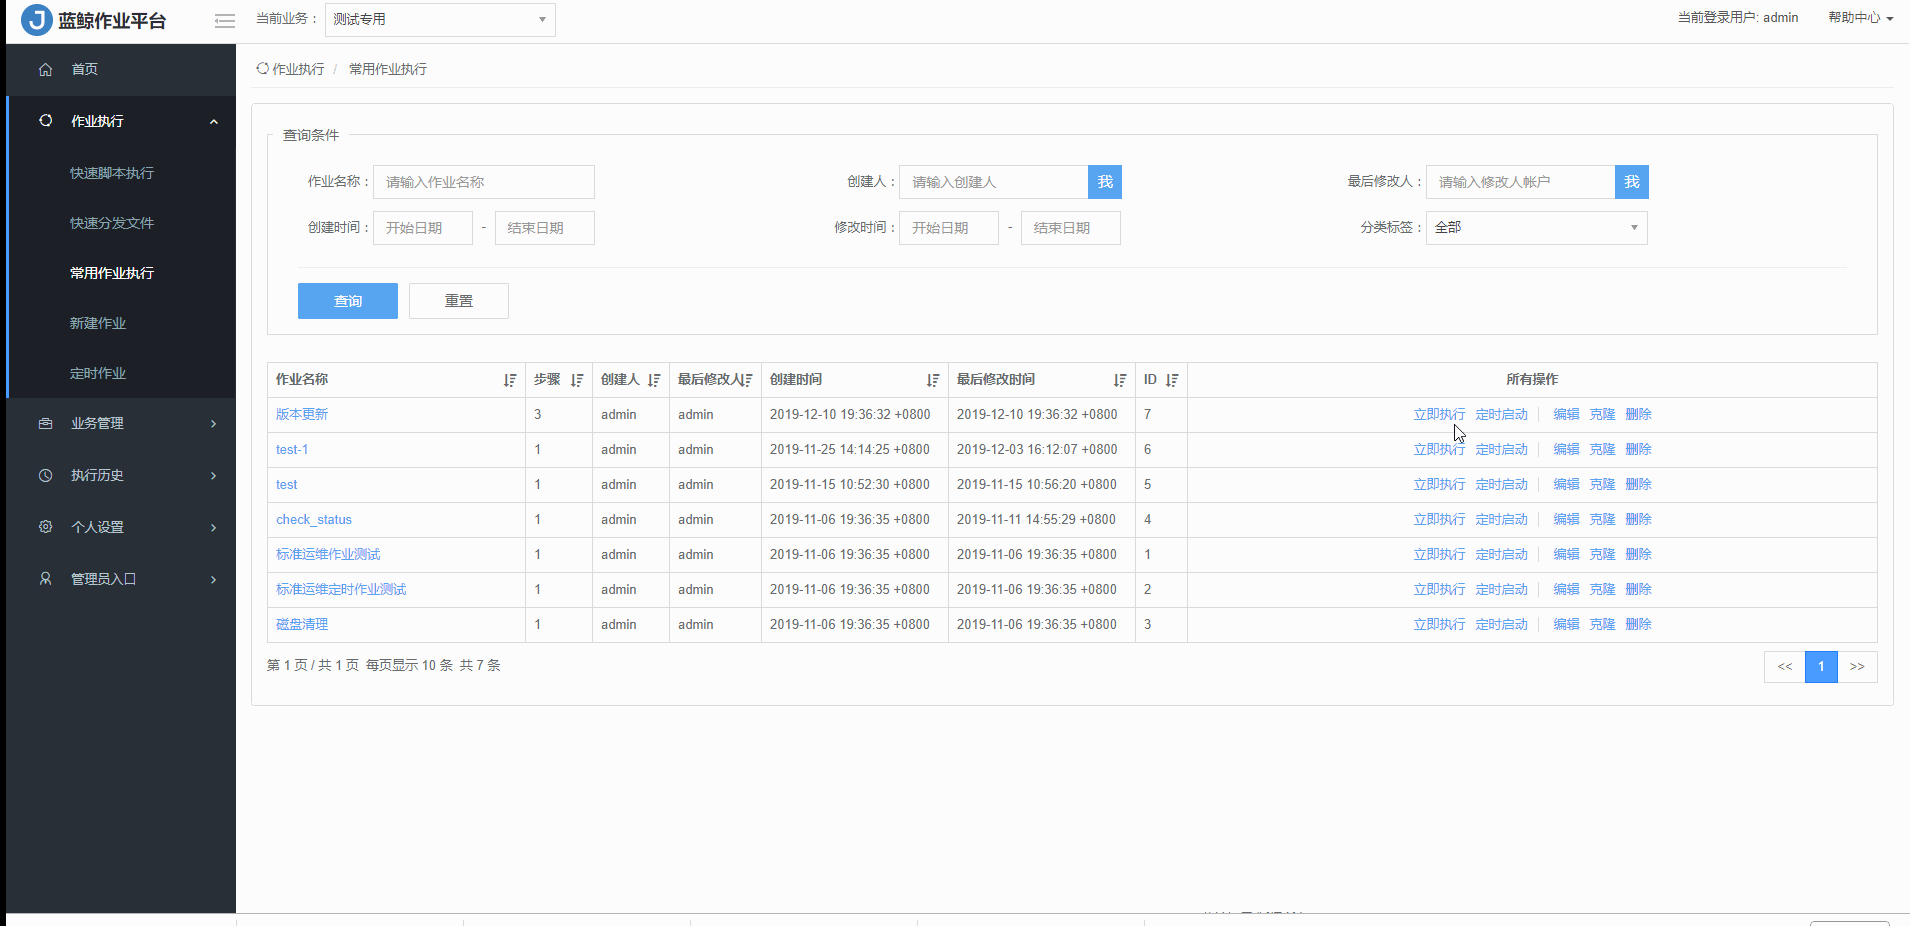 J 蓝鲸作业平台 当前业务： 测试专用 当前登录用户: admin 帮助中心
首页
作业执行
快速脚本执行
快速分发文件
常用作业执行
新建作业
定时作业
业务管理
执行历史
个人设置
管理员入口
作业执行 / 常用作业执行
查询条件
作业名称： 请输入作业名称 创建人： 请输入创建人 我 最后修改人： 请输入修改人帐户 我
创建时间： 开始日期 - 结束日期 修改时间： 开始日期 - 结束日期 分类标签： 全部
查询 重置
作业名称 步骤 创建人 最后修改人 创建时间 最后修改时间 ID 所有操作
版本更新 3 admin admin 2019-12-10 19:36:32 +0800 2019-12-10 19:36:32 +0800 7 立即执行 定时启动 编辑 克隆 删除
test-1 1 admin admin 2019-11-25 14:14:25 +0800 2019-12-03 16:12:07 +0800 6 立即执行 定时启动 编辑 克隆 删除
test 1 admin admin 2019-11-15 10:52:30 +0800 2019-11-15 10:56:20 +0800 5 立即执行 定时启动 编辑 克隆 删除
check_status 1 admin admin 2019-11-06 19:36:35 +0800 2019-11-11 14:55:29 +0800 4 立即执行 定时启动 编辑 克隆 删除
标准运维作业测试 1 admin admin 2019-11-06 19:36:35 +0800 2019-11-06 19:36:35 +0800 1 立即执行 定时启动 编辑 克隆 删除
标准运维定时作业测试 1 admin admin 2019-11-06 19:36:35 +0800 2019-11-06 19:36:35 +0800 2 立即执行 定时启动 编辑 克隆 删除
磁盘清理 1 admin admin 2019-11-06 19:36:35 +0800 2019-11-06 19:36:35 +0800 3 立即执行 定时启动 编辑 克隆 删除
第 1 页 / 共 1 页 每页显示 10 条 共 7 条 << 1 >>